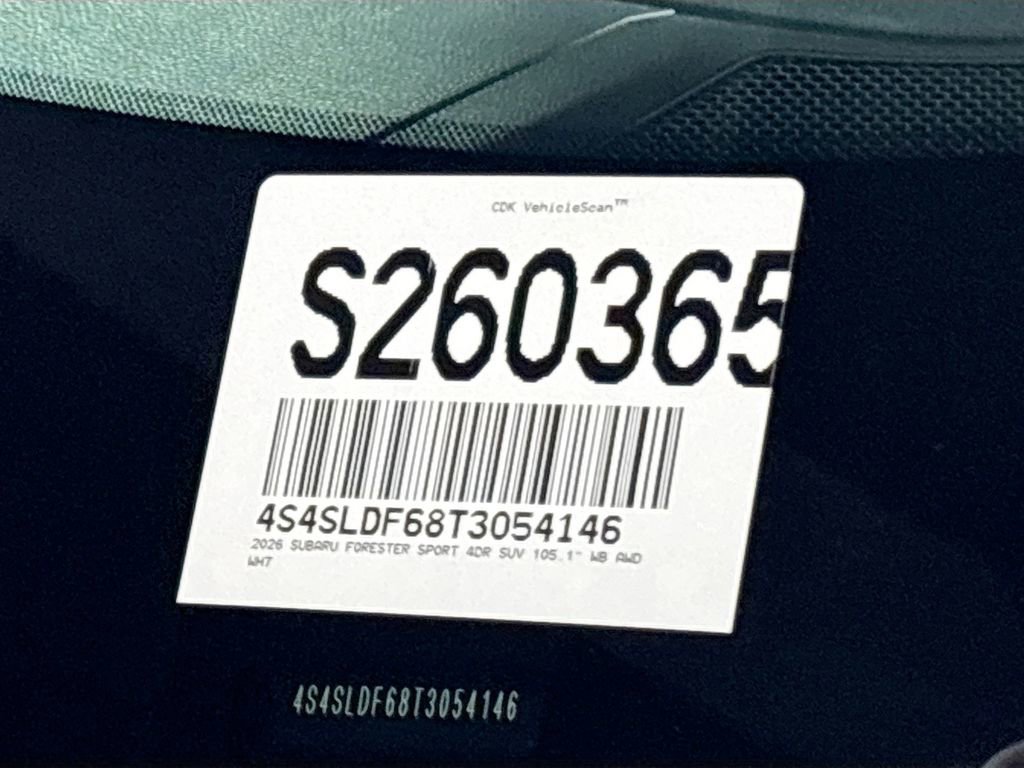 CDK VehicleScan™
S260365
4S4SLDF68T3054146
2026 SUBARU FORESTER SPORT 4DR SUV 105.1" WB AWD
WHT
4S4SLDF68T3054146